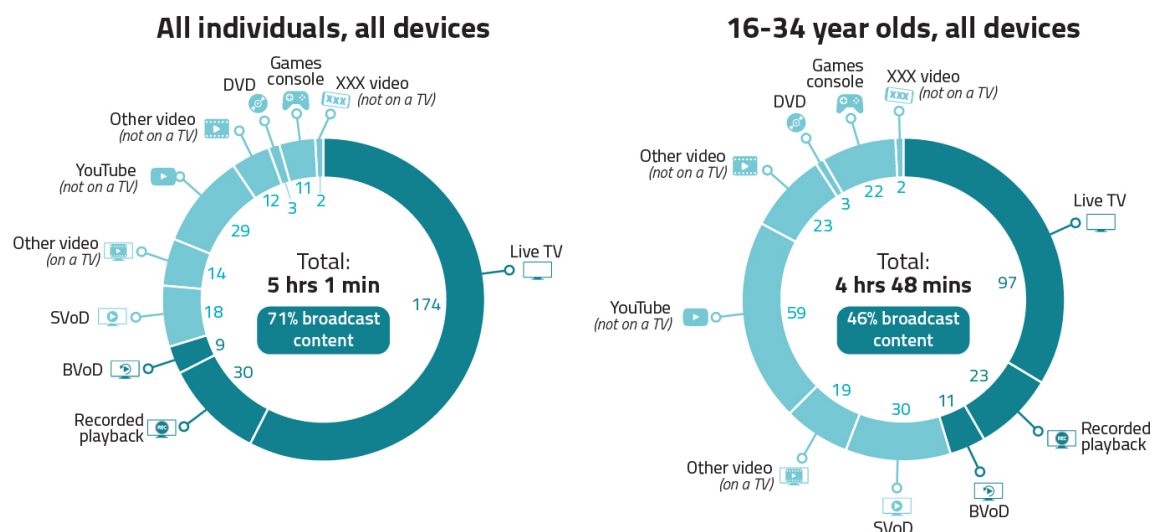 All individuals, all devices
Games
console
DVD
XXX video
(not on a TV)
XXX
Other video
(not on a TV)
YouTube
(not on a TV)
Other video
(on a TV)
SVoD
BVoD
Recorded
playback
REC
Live TV
174
30
9
18
14
29
12
3
11
2
Total:
5 hrs 1 min
71% broadcast
content
16-34 year olds, all devices
Games
console
DVD
XXX video
(not on a TV)
XXX
Other video
(not on a TV)
YouTube
(not on a TV)
Other video
(on a TV)
SVoD
BVoD
Recorded
playback
REC
Live TV
97
23
11
30
19
59
23
3
22
2
Total:
4 hrs 48 mins
46% broadcast
content